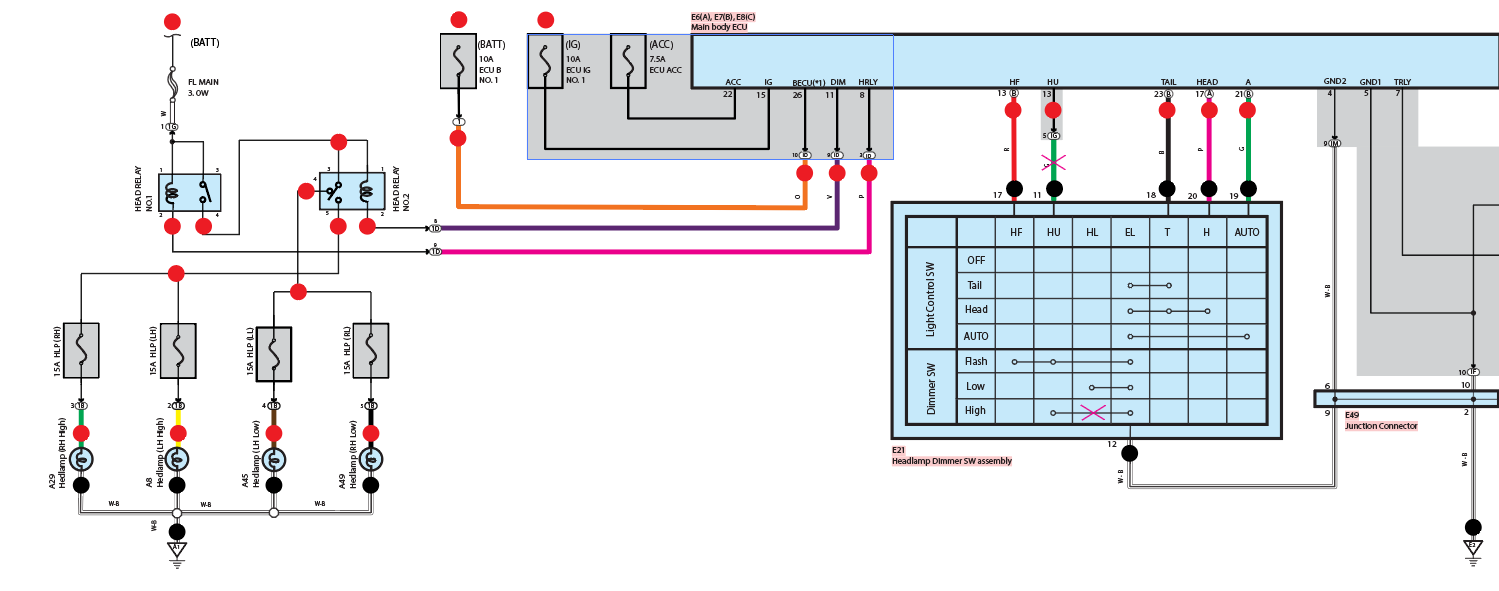 (BATT)
FL MAIN
3. 0W
W
1
1G
HEAD RELAY
NO.1
1
3
2
4
3
1
4
5
2
HEAD RELAY
NO.2
(BATT)
10A
ECU B
NO. 1
1
(IG)
10A
ECU IG
NO. 1
(ACC)
7.5A
ECU ACC
E6(A), E7(B), E8(C)
Main body ECU
ACC
IG
BECU(*1)
DIM
HRLY
HF
HU
TAIL
HEAD
A
GND2
GND1
TRLY
22
15
26
11
8
13 B
13
23 B
17 A
21 B
4
5
7
5 IG
9 IM
10 ID
9 ID
3 ID
O
V
P
R
G
B
P
G
8
1D
9
1D
17
11
18
20
19
HF
HU
HL
EL
T
H
AUTO
Light Control SW
OFF
Tail
Head
AUTO
Dimmer SW
Flash
Low
High
12
E21
Headlamp Dimmer SW assembly
W - B
W - B
10 IF
6
10
9
2
E49
Junction Connector
W - B
E2
15A HLP (RH)
15A HLP (LH)
15A HLP (LL)
15A HLP (RL)
3 1B
2 1B
4 1B
5 1B
A29
Hedlamp (RH High)
A8
Hedlamp (LH High)
A45
Hedlamp (LH Low)
A49
Hedlamp (RH Low)
W-B
W-B
W-B
W-B
A1